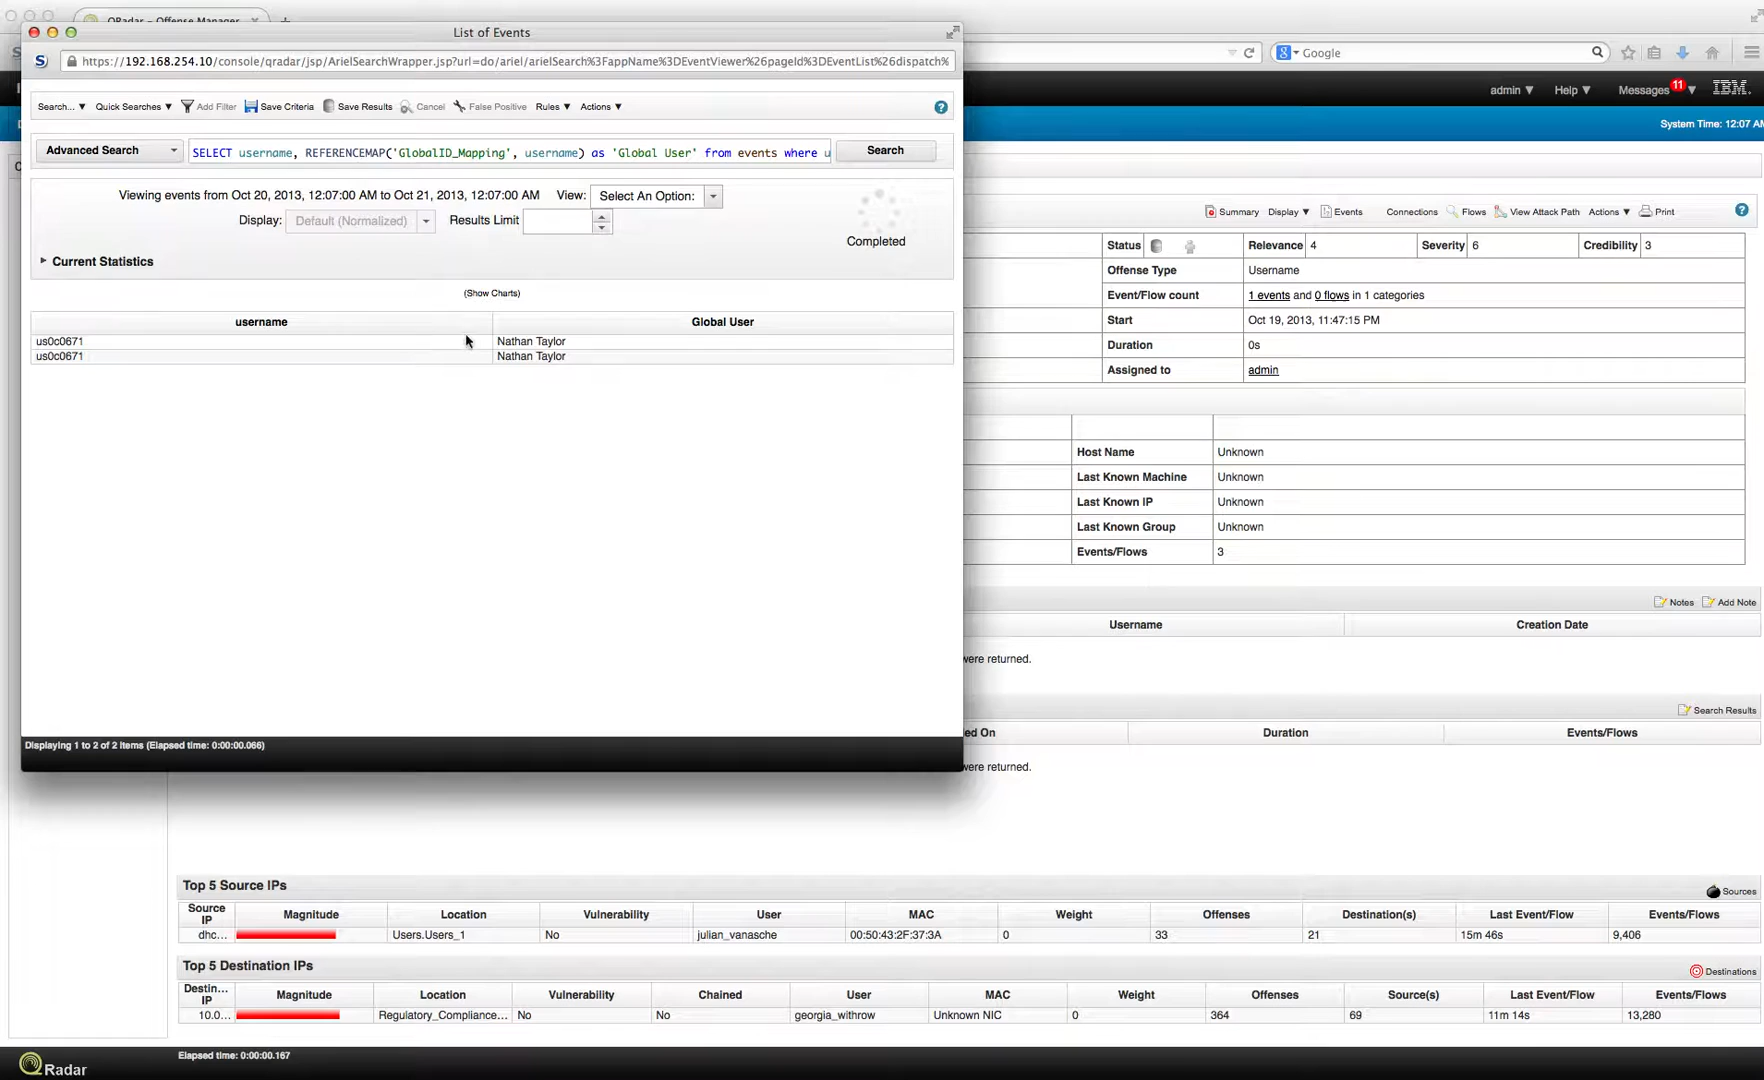 QRadar – Offense Manager
List of Events
https://192.168.254.10/console/qradar/jsp/ArielSearchWrapper.jsp?url=do/ariel/arielSearch%3FappName%3DEventViewer%26pageId%3DEventList%26dispatch%
Google
Search... Quick Searches Add Filter Save Criteria Save Results Cancel False Positive Rules Actions
admin Help Messages 11 IBM.
System Time: 12:07 AM
Advanced Search SELECT username, REFERENCEMAP('GlobalID_Mapping', username) as 'Global User' from events where u Search
Viewing events from Oct 20, 2013, 12:07:00 AM to Oct 21, 2013, 12:07:00 AM View: Select An Option:
Display: Default (Normalized) Results Limit
Completed
Current Statistics
(Show Charts)
username Global User
us0c0671 Nathan Taylor
us0c0671 Nathan Taylor
Displaying 1 to 2 of 2 items (Elapsed time: 0:00:00.066)
Summary Display Events Connections Flows View Attack Path Actions Print
Status Relevance 4 Severity 6 Credibility 3
Offense Type Username
Event/Flow count 1 events and 0 flows in 1 categories
Start Oct 19, 2013, 11:47:15 PM
Duration 0s
Assigned to admin
Host Name Unknown
Last Known Machine Unknown
Last Known IP Unknown
Last Known Group Unknown
Events/Flows 3
Notes Add Note
Username Creation Date
were returned.
Search Results
ed On Duration Events/Flows
were returned.
Top 5 Source IPs
Sources
Source IP Magnitude Location Vulnerability User MAC Weight Offenses Destination(s) Last Event/Flow Events/Flows
dhc... Users.Users_1 No julian_vanasche 00:50:43:2F:37:3A 0 33 21 15m 46s 9,406
Top 5 Destination IPs
Destinations
Destin... IP Magnitude Location Vulnerability Chained User MAC Weight Offenses Source(s) Last Event/Flow Events/Flows
10.0... Regulatory_Compliance... No No georgia_withrow Unknown NIC 0 364 69 11m 14s 13,280
Elapsed time: 0:00:00.167
QRadar